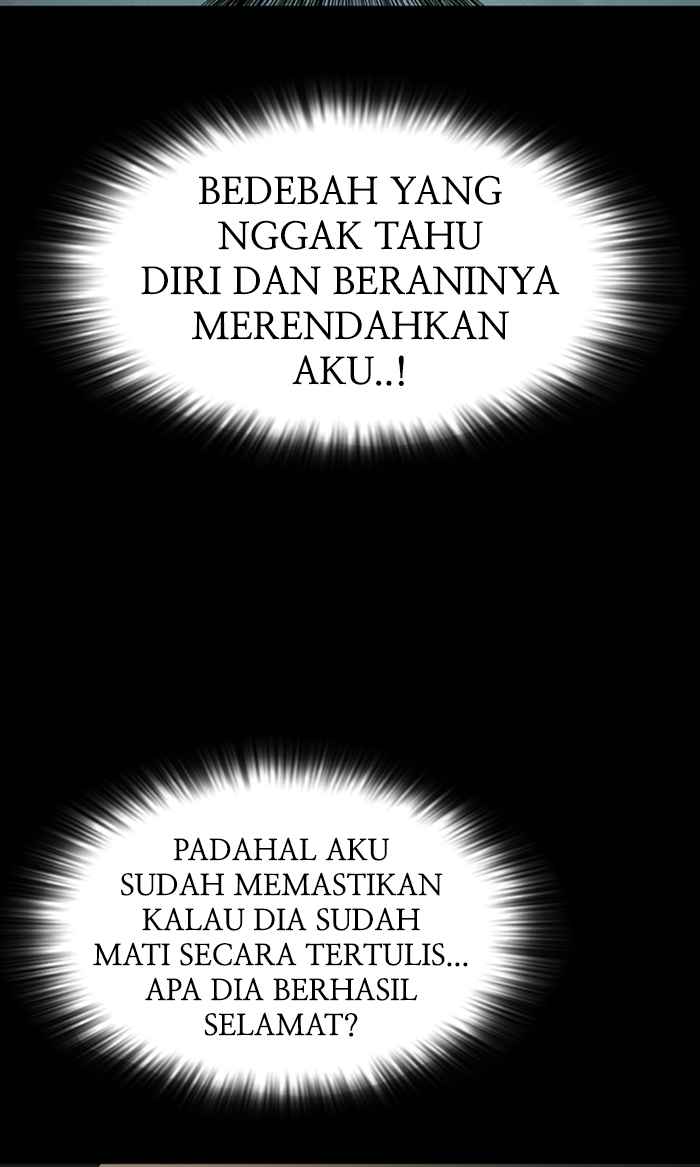 BEDEBAH YANG
NGGAK TAHU
DIRI DAN BERANINYA
MERENDAHKAN
AKU..!
PADAHAL AKU
SUDAH MEMASTIKAN
KALAU DIA SUDAH
MATI SECARA TERTULIS...
APA DIA BERHASIL
SELAMAT?